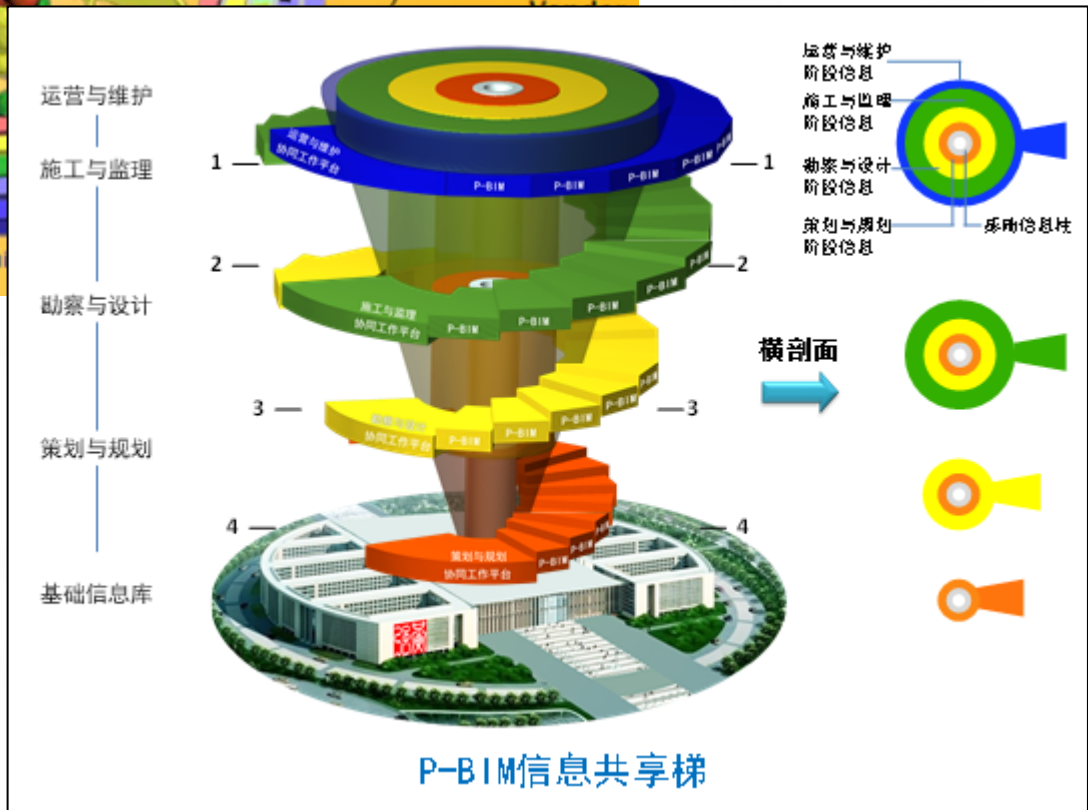 Vendor
运营与维护
施工与监理
勘察与设计
策划与规划
基础信息库
1
1
2
2
3
3
4
4
运营与维护
协同工作平台
P-BIM
P-BIM
P-BIM
P-BIM
P-BIM
施工与监理
协同工作平台
P-BIM
P-BIM
P-BIM
P-BIM
P-BIM
勘察与设计
协同工作平台
P-BIM
P-BIM
P-BIM
P-BIM
P-BIM
策划与规划
协同工作平台
P-BIM
P-BIM
P-BIM
运营与维护
阶段信息
施工与监理
阶段信息
勘察与设计
阶段信息
策划与规划
阶段信息
基础信息柱
横剖面
P-BIM信息共享梯